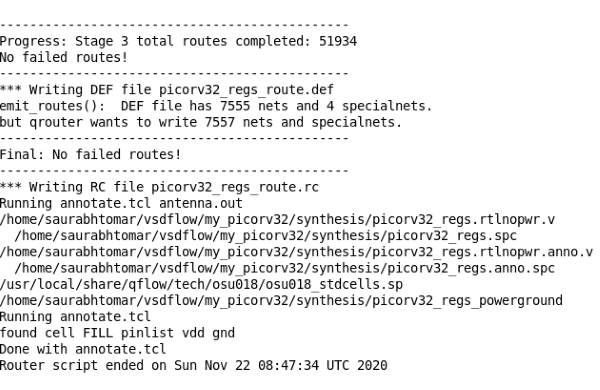 ----------------------------------------------
Progress: Stage 3 total routes completed: 51934
No failed routes!
----------------------------------------------
*** Writing DEF file picorv32_regs_route.def
emit_routes():  DEF file has 7555 nets and 4 specialnets.
but qrouter wants to write 7557 nets and specialnets.
----------------------------------------------
Final: No failed routes!
----------------------------------------------
*** Writing RC file picorv32_regs_route.rc
Running annotate.tcl antenna.out
/home/saurabhtomar/vsdflow/my_picorv32/synthesis/picorv32_regs.rtlnopwr.v
  /home/saurabhtomar/vsdflow/my_picorv32/synthesis/picorv32_regs.spc
/home/saurabhtomar/vsdflow/my_picorv32/synthesis/picorv32_regs.rtlnopwr.anno.v
  /home/saurabhtomar/vsdflow/my_picorv32/synthesis/picorv32_regs.anno.spc
/usr/local/share/qflow/tech/osu018/osu018_stdcells.sp
/home/saurabhtomar/vsdflow/my_picorv32/synthesis/picorv32_regs_powerground
Running annotate.tcl
found cell FILL pinlist vdd gnd
Done with annotate.tcl
Router script ended on Sun Nov 22 08:47:34 UTC 2020